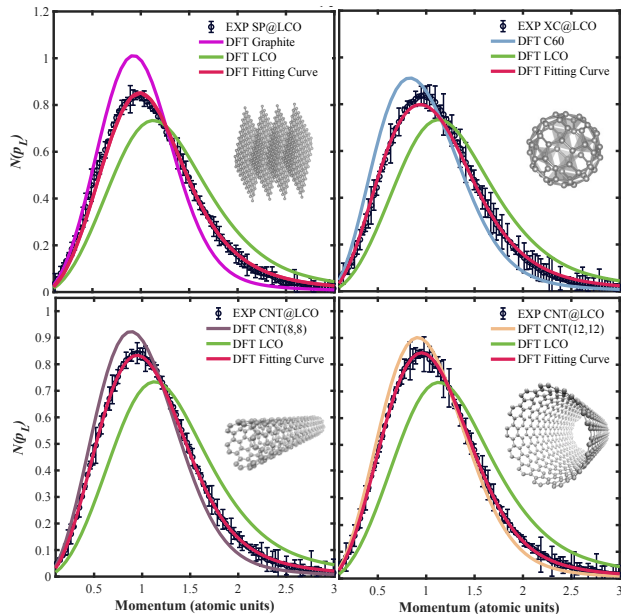 EXP SP@LCO
DFT Graphite
DFT LCO
DFT Fitting Curve
1.2
1
0.8
0.6
0.4
0.2
0
N(p_L)
EXP XC@LCO
DFT C60
DFT LCO
DFT Fitting Curve
EXP CNT@LCO
DFT CNT(8,8)
DFT LCO
DFT Fitting Curve
1
0.9
0.8
0.7
0.6
0.5
0.4
0.3
0.2
0.1
0
N(p_L)
0.5 1 1.5 2 2.5 3
Momentum (atomic units)
EXP CNT@LCO
DFT CNT(12,12)
DFT LCO
DFT Fitting Curve
0.5 1 1.5 2 2.5 3
Momentum (atomic units)